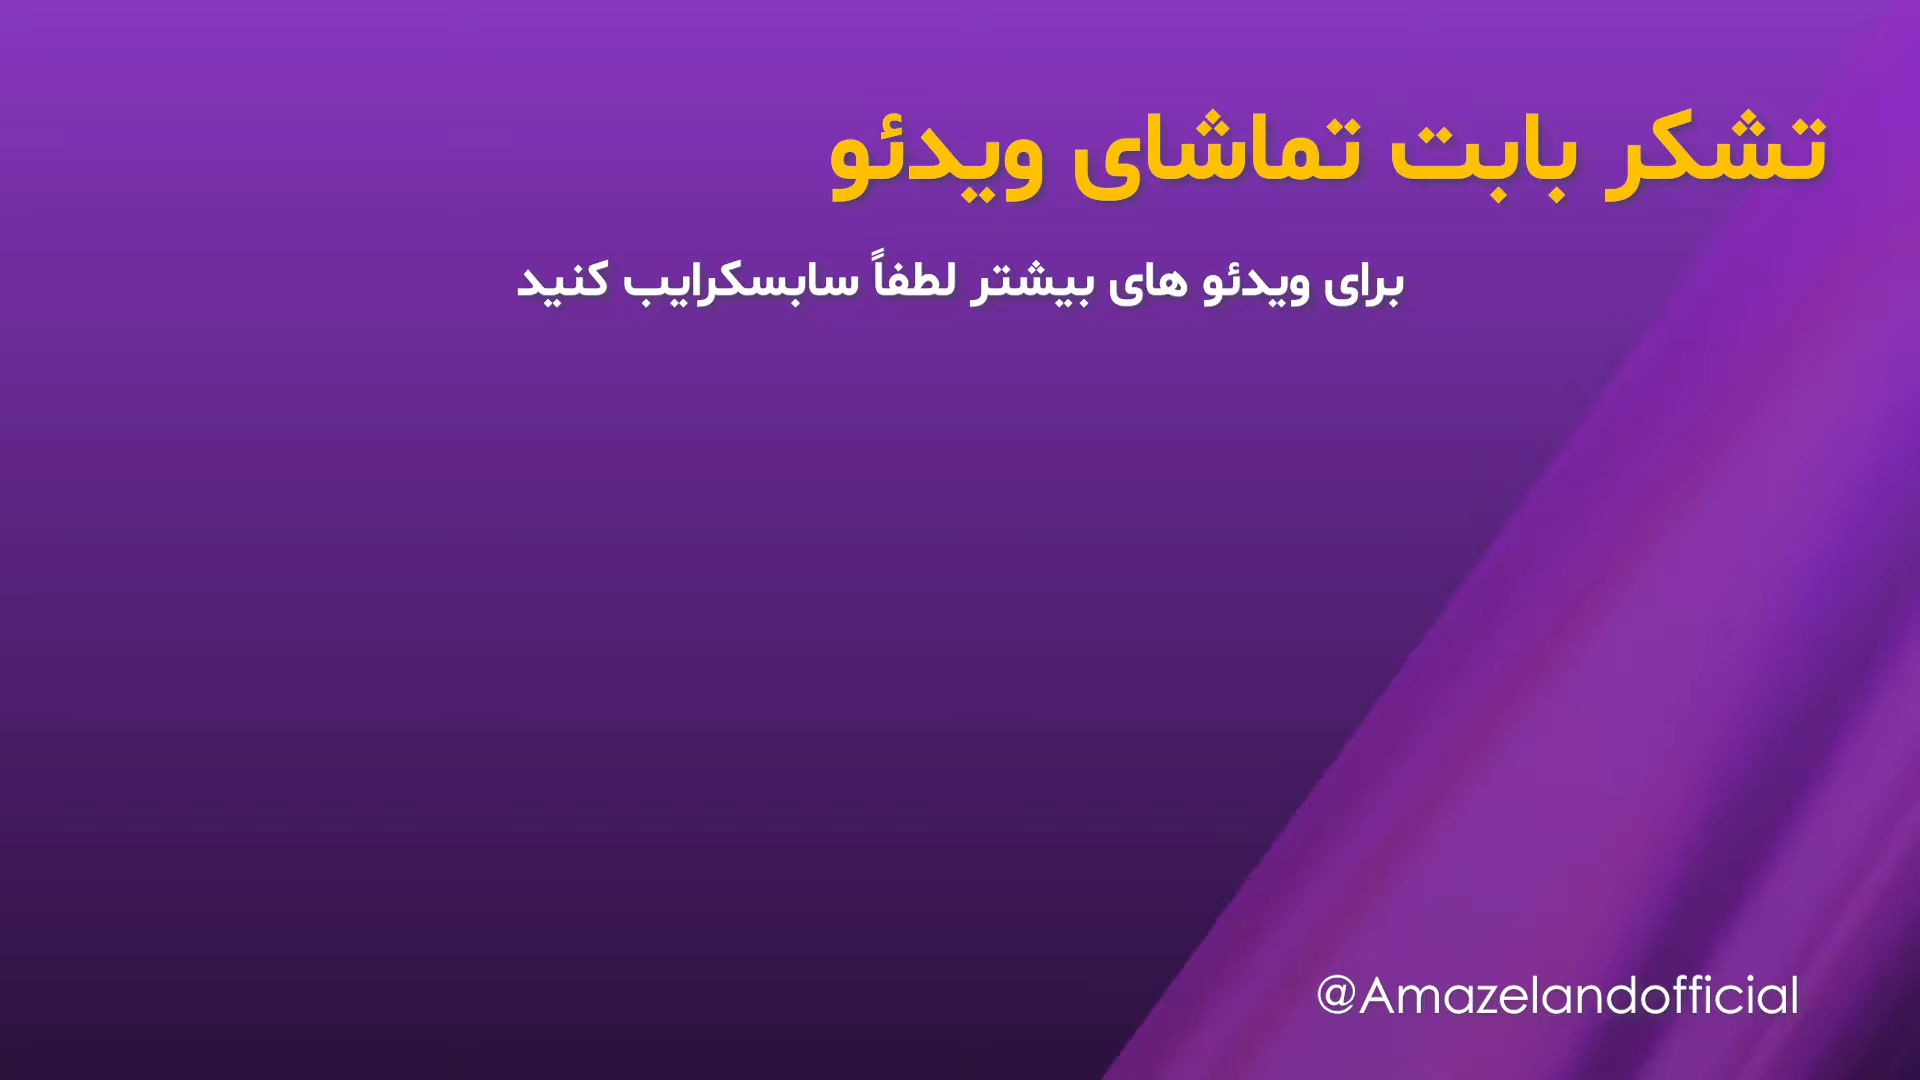 تشکر بابت تماشای ویدئو
برای ویدئو های بیشتر لطفاً سابسکرایب کنید
@Amazelandofficial